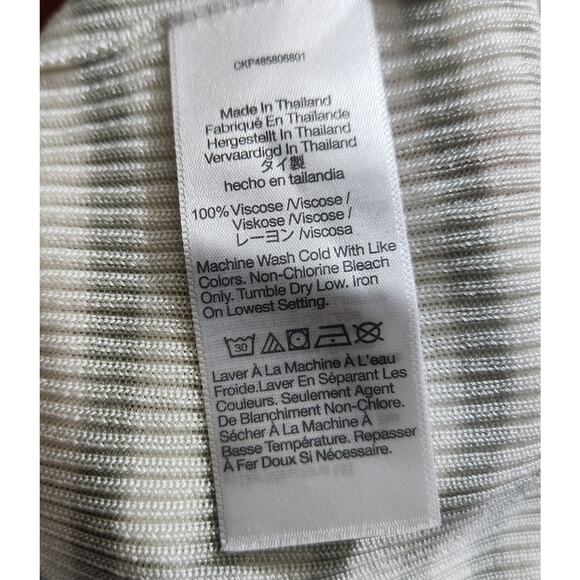 CKP485806801
Made In Thailand
Fabriqué En Thaïlande
Hergestellt In Thailand
Vervaardigd In Thailand
タイ製
hecho en tailandia
100% Viscose /Viscose/
Viskose /Viscose /
レーヨン /viscosa
Machine Wash Cold With Like
Colors. Non-Chlorine Bleach
Only. Tumble Dry Low. Iron
On Lowest Setting.
30
Laver À La Machine À L'eau
Froide.Laver En Séparant Les
Couleurs. Seulement Agent
De Blanchiment Non-Chlore.
Sécher À La Machine À
Basse Température. Repasser
À Fer Doux Si Nécessaire.